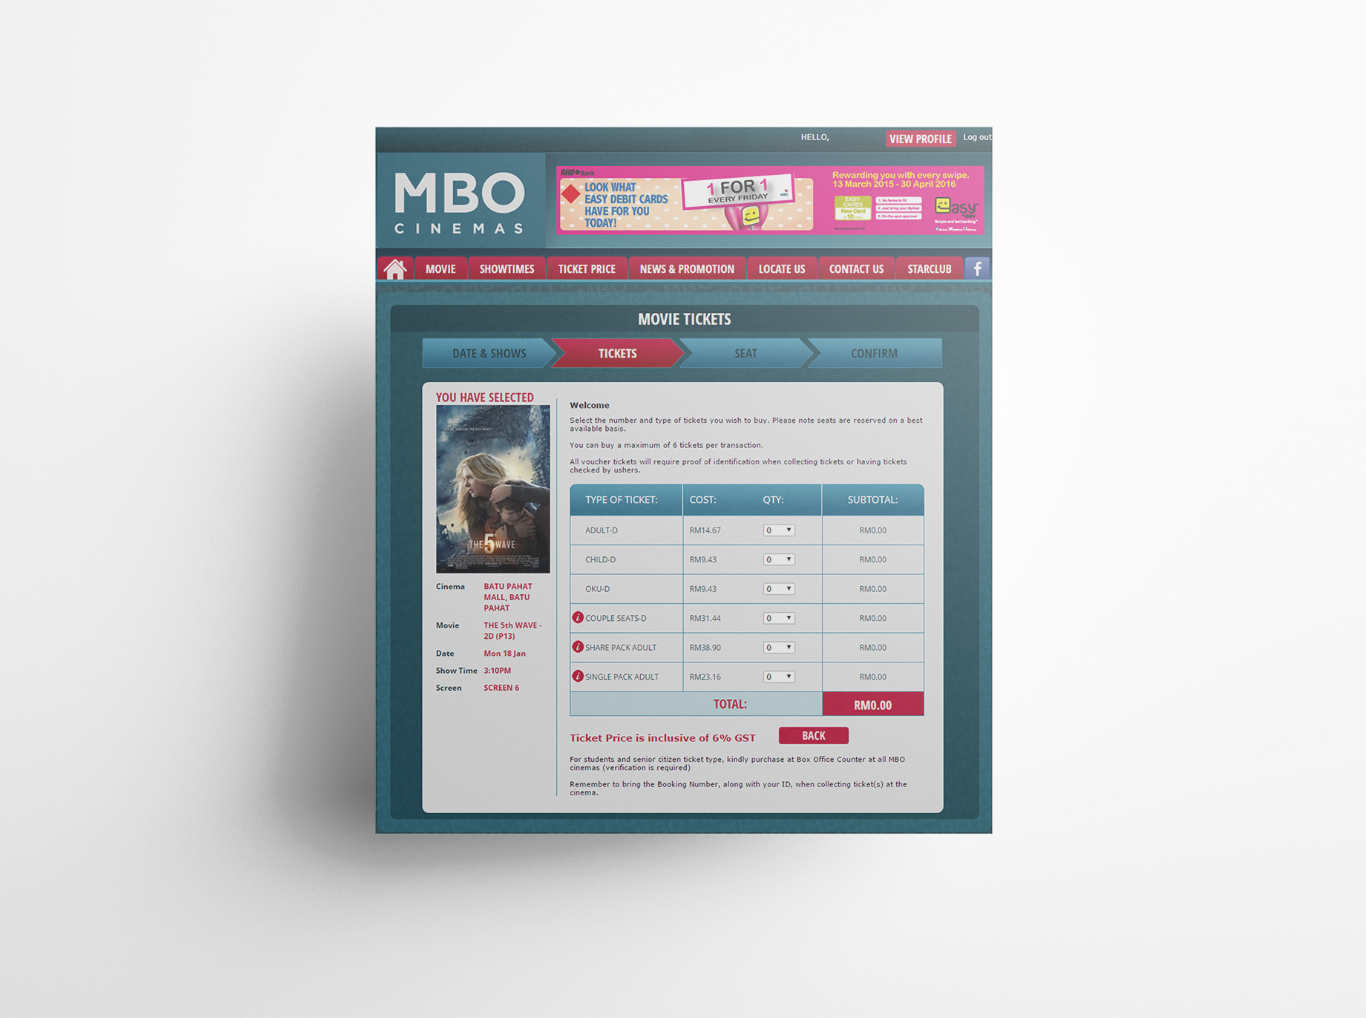 HELLO,
VIEW PROFILE
Log out
MBO
CINEMAS
RHB Bank
LOOK WHAT
EASY DEBIT CARDS
HAVE FOR YOU
TODAY!
1 FOR 1
EVERY FRIDAY
Rewarding you with every swipe.
13 March 2015 - 30 April 2016
EASY-
CARDS
easy
MOVIE
SHOWTIMES
TICKET PRICE
NEWS & PROMOTION
LOCATE US
CONTACT US
STARCLUB
f
MOVIE TICKETS
DATE & SHOWS
TICKETS
SEAT
CONFIRM
YOU HAVE SELECTED
THE 5TH WAVE
Cinema BATU PAHAT
MALL, BATU
PAHAT
Movie THE 5th WAVE -
2D (P13)
Date Mon 18 Jan
Show Time 3:10PM
Screen SCREEN 6
Welcome
Select the number and type of tickets you wish to buy. Please note seats are reserved on a best
available basis.
You can buy a maximum of 6 tickets per transaction.
All voucher tickets will require proof of identification when collecting tickets or having tickets
checked by ushers.
TYPE OF TICKET: COST: QTY: SUBTOTAL:
ADULT-D RM14.67 0 RM0.00
CHILD-D RM9.43 0 RM0.00
OKU-D RM9.43 0 RM0.00
i COUPLE SEATS-D RM31.44 0 RM0.00
i SHARE PACK ADULT RM38.90 0 RM0.00
i SINGLE PACK ADULT RM23.16 0 RM0.00
TOTAL: RM0.00
Ticket Price is inclusive of 6% GST
BACK
For students and senior citizen ticket type, kindly purchase at Box Office Counter at all MBO
cinemas (verification is required)
Remember to bring the Booking Number, along with your ID, when collecting ticket(s) at the
cinema.